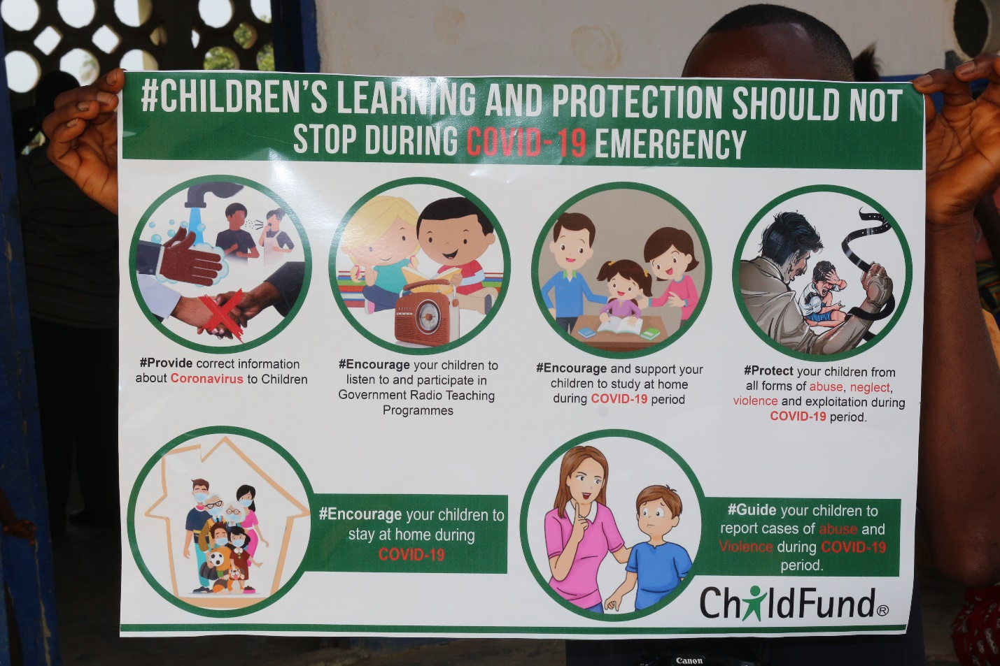 #CHILDREN'S LEARNING AND PROTECTION SHOULD NOT
STOP DURING COVID-19 EMERGENCY
#Provide correct information
about Coronavirus to Children
#Encourage your children to
listen to and participate in
Government Radio Teaching
Programmes
#Encourage and support your
children to study at home
during COVID-19 period
#Protect your children from
all forms of abuse, neglect,
violence and exploitation during
COVID-19 period.
#Encourage your children to
stay at home during
COVID-19
#Guide your children to
report cases of abuse and
Violence during COVID-19
period.
ChildFund®
Canon